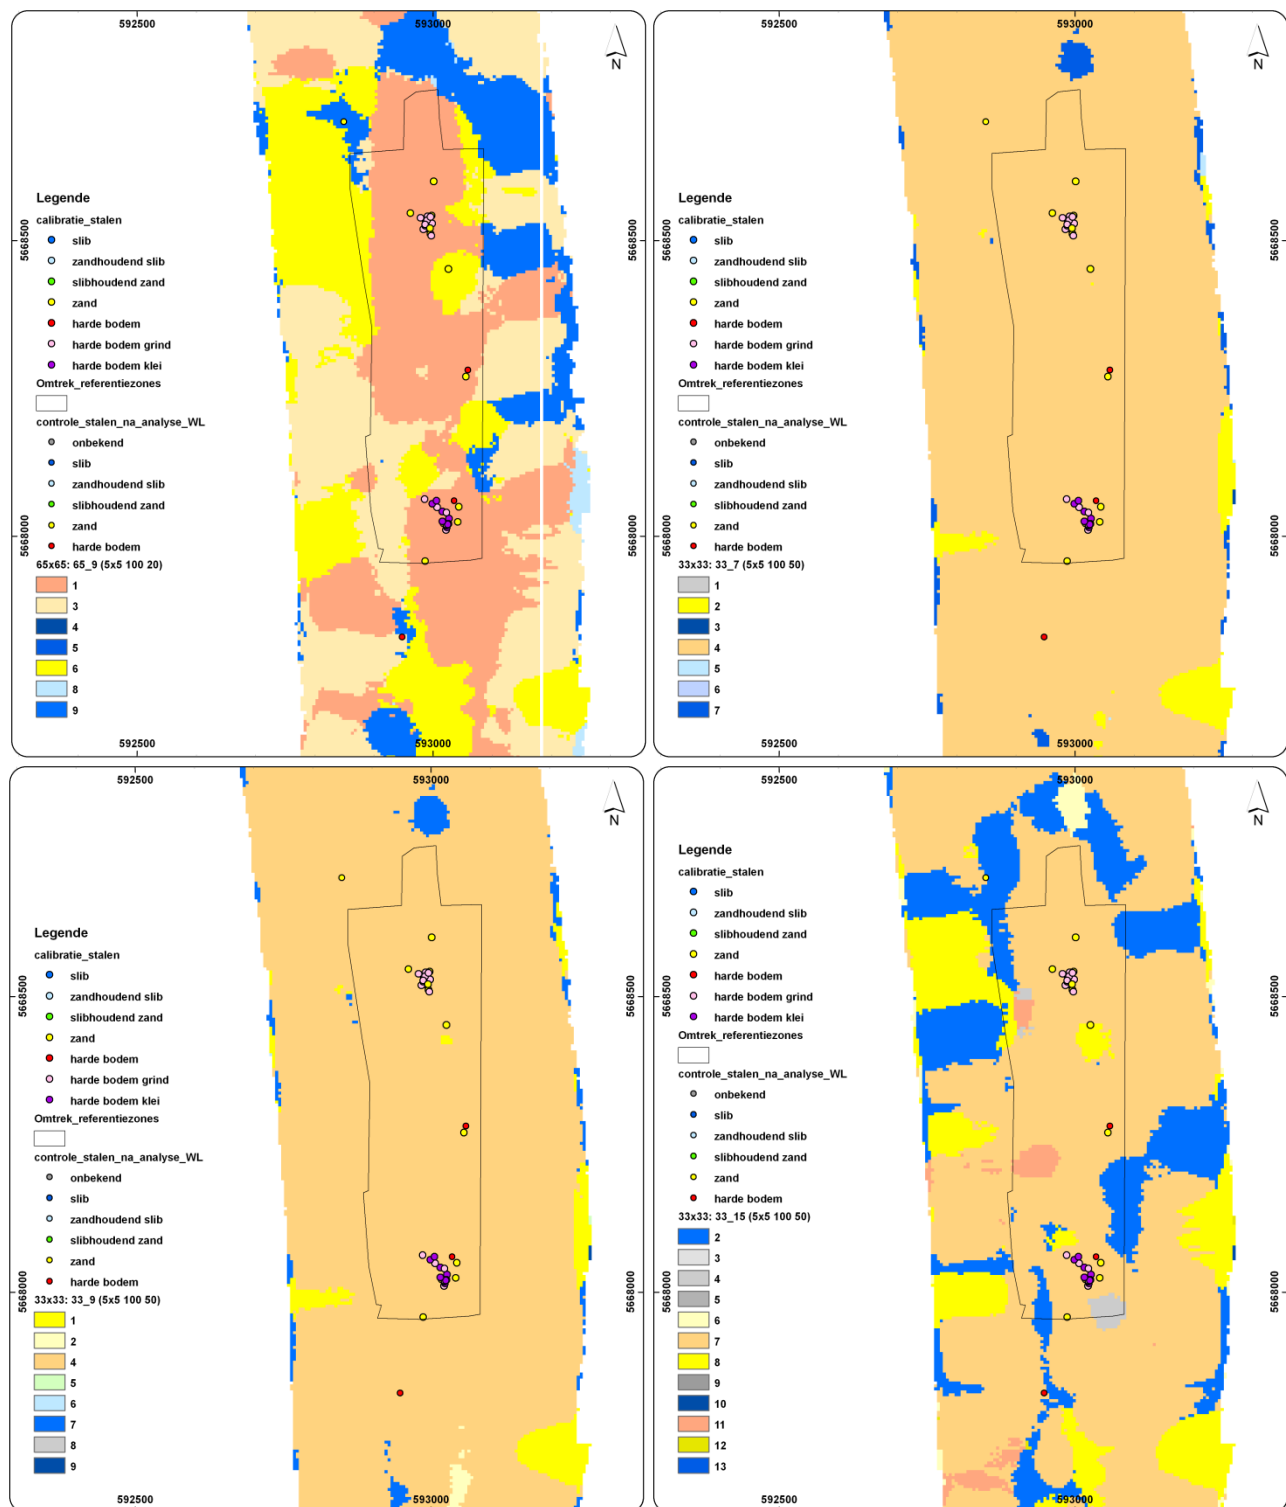 592500
593000
N
5668500
5668000
Legende
calibratie_stalen
slib
zandhoudend slib
slibhoudend zand
zand
harde bodem
harde bodem grind
harde bodem klei
Omtrek_referentiezones
controle_stalen_na_analyse_WL
onbekend
slib
zandhoudend slib
slibhoudend zand
zand
harde bodem
65x65: 65_9 (5x5 100 20)
1
3
4
5
6
8
9
592500
593000
592500
593000
N
5668500
5668000
Legende
calibratie_stalen
slib
zandhoudend slib
slibhoudend zand
zand
harde bodem
harde bodem grind
harde bodem klei
Omtrek_referentiezones
controle_stalen_na_analyse_WL
onbekend
slib
zandhoudend slib
slibhoudend zand
zand
harde bodem
33x33: 33_7 (5x5 100 50)
1
2
3
4
5
6
7
592500
593000
592500
593000
N
5668500
5668000
Legende
calibratie_stalen
slib
zandhoudend slib
slibhoudend zand
zand
harde bodem
harde bodem grind
harde bodem klei
Omtrek_referentiezones
controle_stalen_na_analyse_WL
onbekend
slib
zandhoudend slib
slibhoudend zand
zand
harde bodem
33x33: 33_9 (5x5 100 50)
1
2
4
5
6
7
8
9
592500
593000
592500
593000
N
5668500
5668000
Legende
calibratie_stalen
slib
zandhoudend slib
slibhoudend zand
zand
harde bodem
harde bodem grind
harde bodem klei
Omtrek_referentiezones
controle_stalen_na_analyse_WL
onbekend
slib
zandhoudend slib
slibhoudend zand
zand
harde bodem
33x33: 33_15 (5x5 100 50)
2
3
4
5
6
7
8
9
10
11
12
13
592500
593000
5668500
5668000